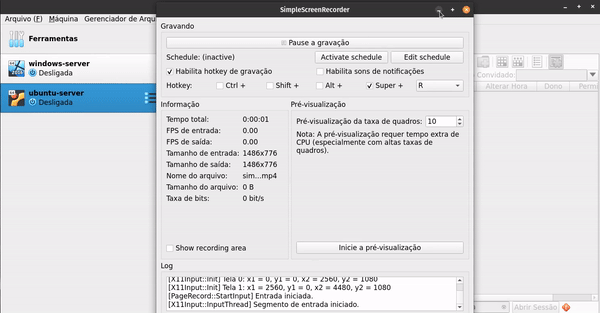 SimpleScreenRecorder
Arquivo (F) Máquina Gerenciador de Arquivo
Ferramentas
windows-server
Desligada
ubuntu-server
Desligada
Gravando
Pause a gravação
Schedule: (inactive) Activate schedule Edit schedule
Habilita hotkey de gravação Habilita sons de notificações
Hotkey: Ctrl + Shift + Alt + Super + R
Informação
Tempo total: 0:00:01
FPS de entrada: 0.00
FPS de saída: 0.00
Tamanho de entrada: 1486x776
Tamanho de saída: 1486x776
Nome do arquivo: sim...mp4
Tamanho do arquivo: 0 B
Taxa de bits: 0 bit/s
Show recording area
Pré-visualização
Pré-visualização da taxa de quadros: 10
Nota: A pré-visualização requer tempo extra de
CPU (especialmente com altas taxas de
quadros).
Inicie a pré-visualização
Log
[X11Input::Init] Tela 0: x1 = 0, y1 = 0, x2 = 2560, y2 = 1080
[X11Input::Init] Tela 1: x1 = 2560, y1 = 0, x2 = 4480, y2 = 1080
[PageRecord::StartInput] Entrada iniciada.
[X11Input::InputThread] Segmento de entrada iniciado.
Convidado:
Alterar Hora Dono Permi
Abrir Sessão